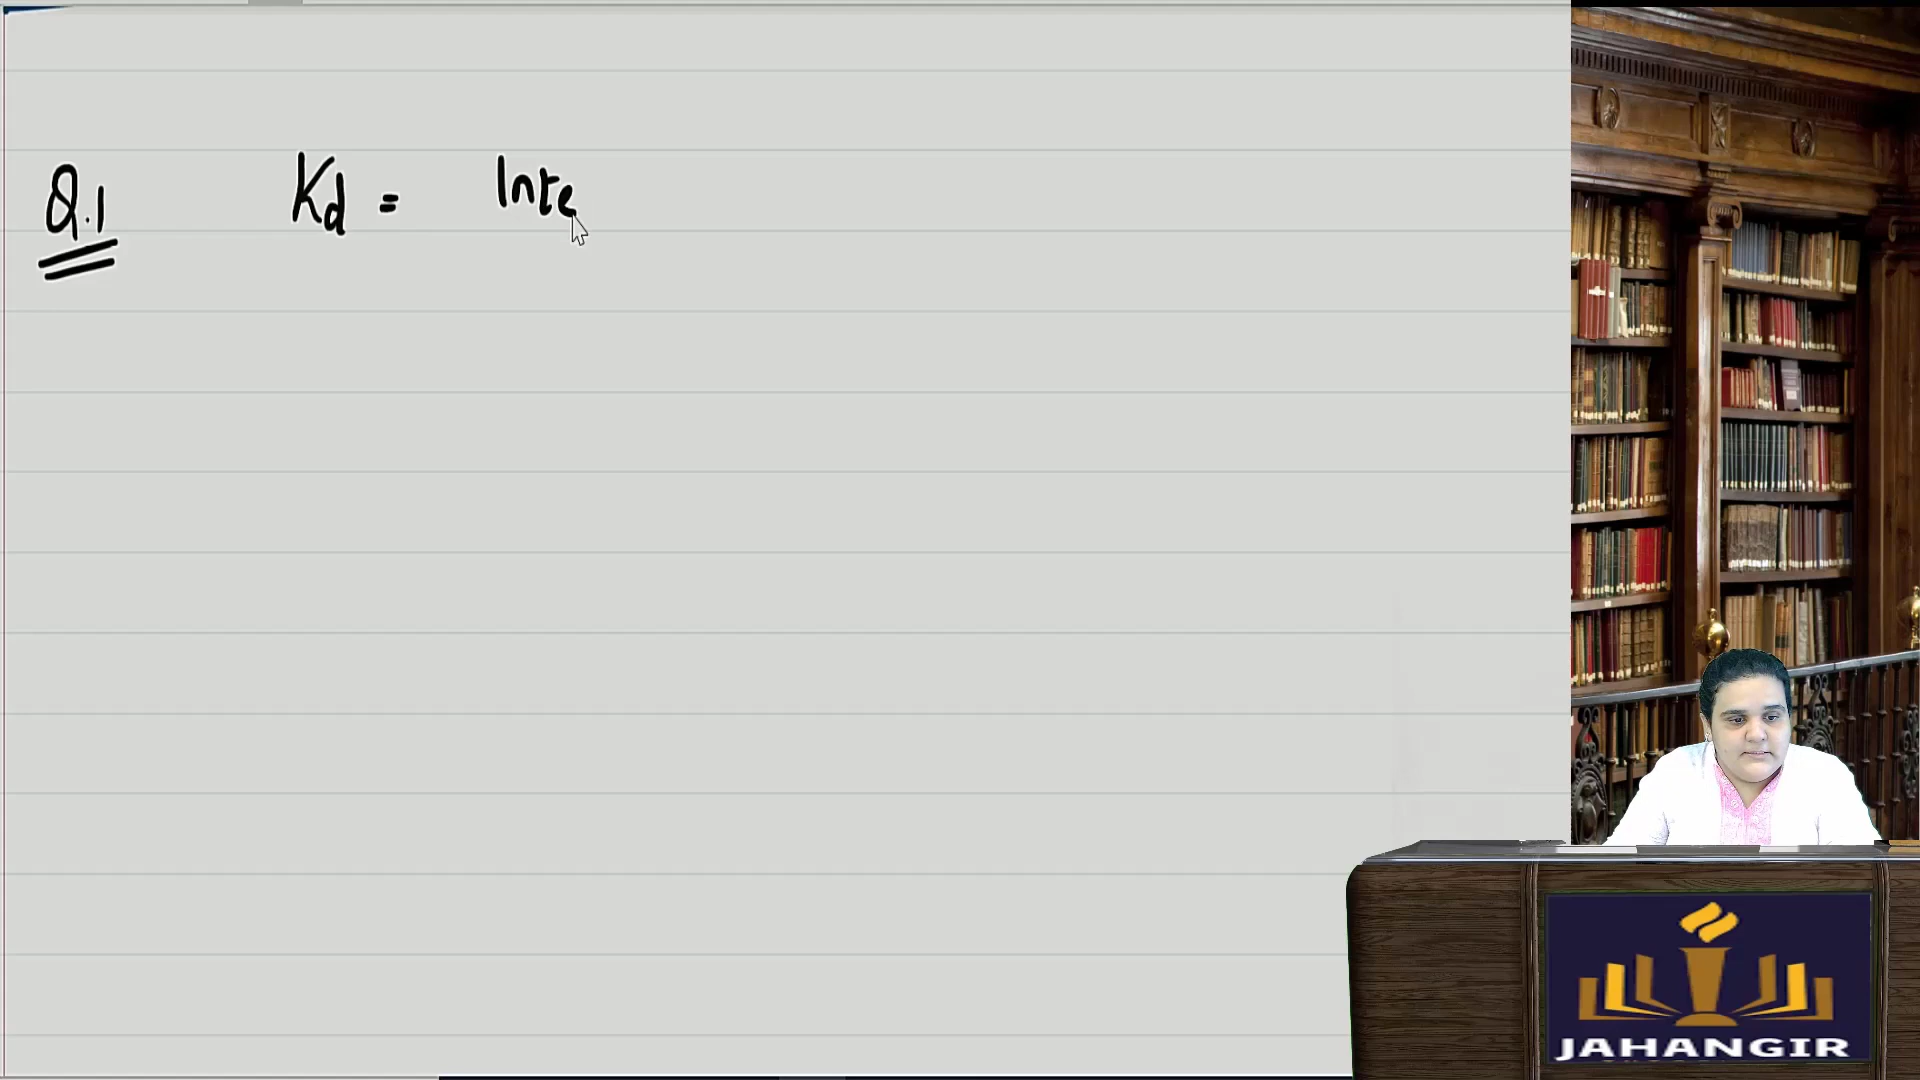 Q.1 Kd = Inte
JAHANGIR